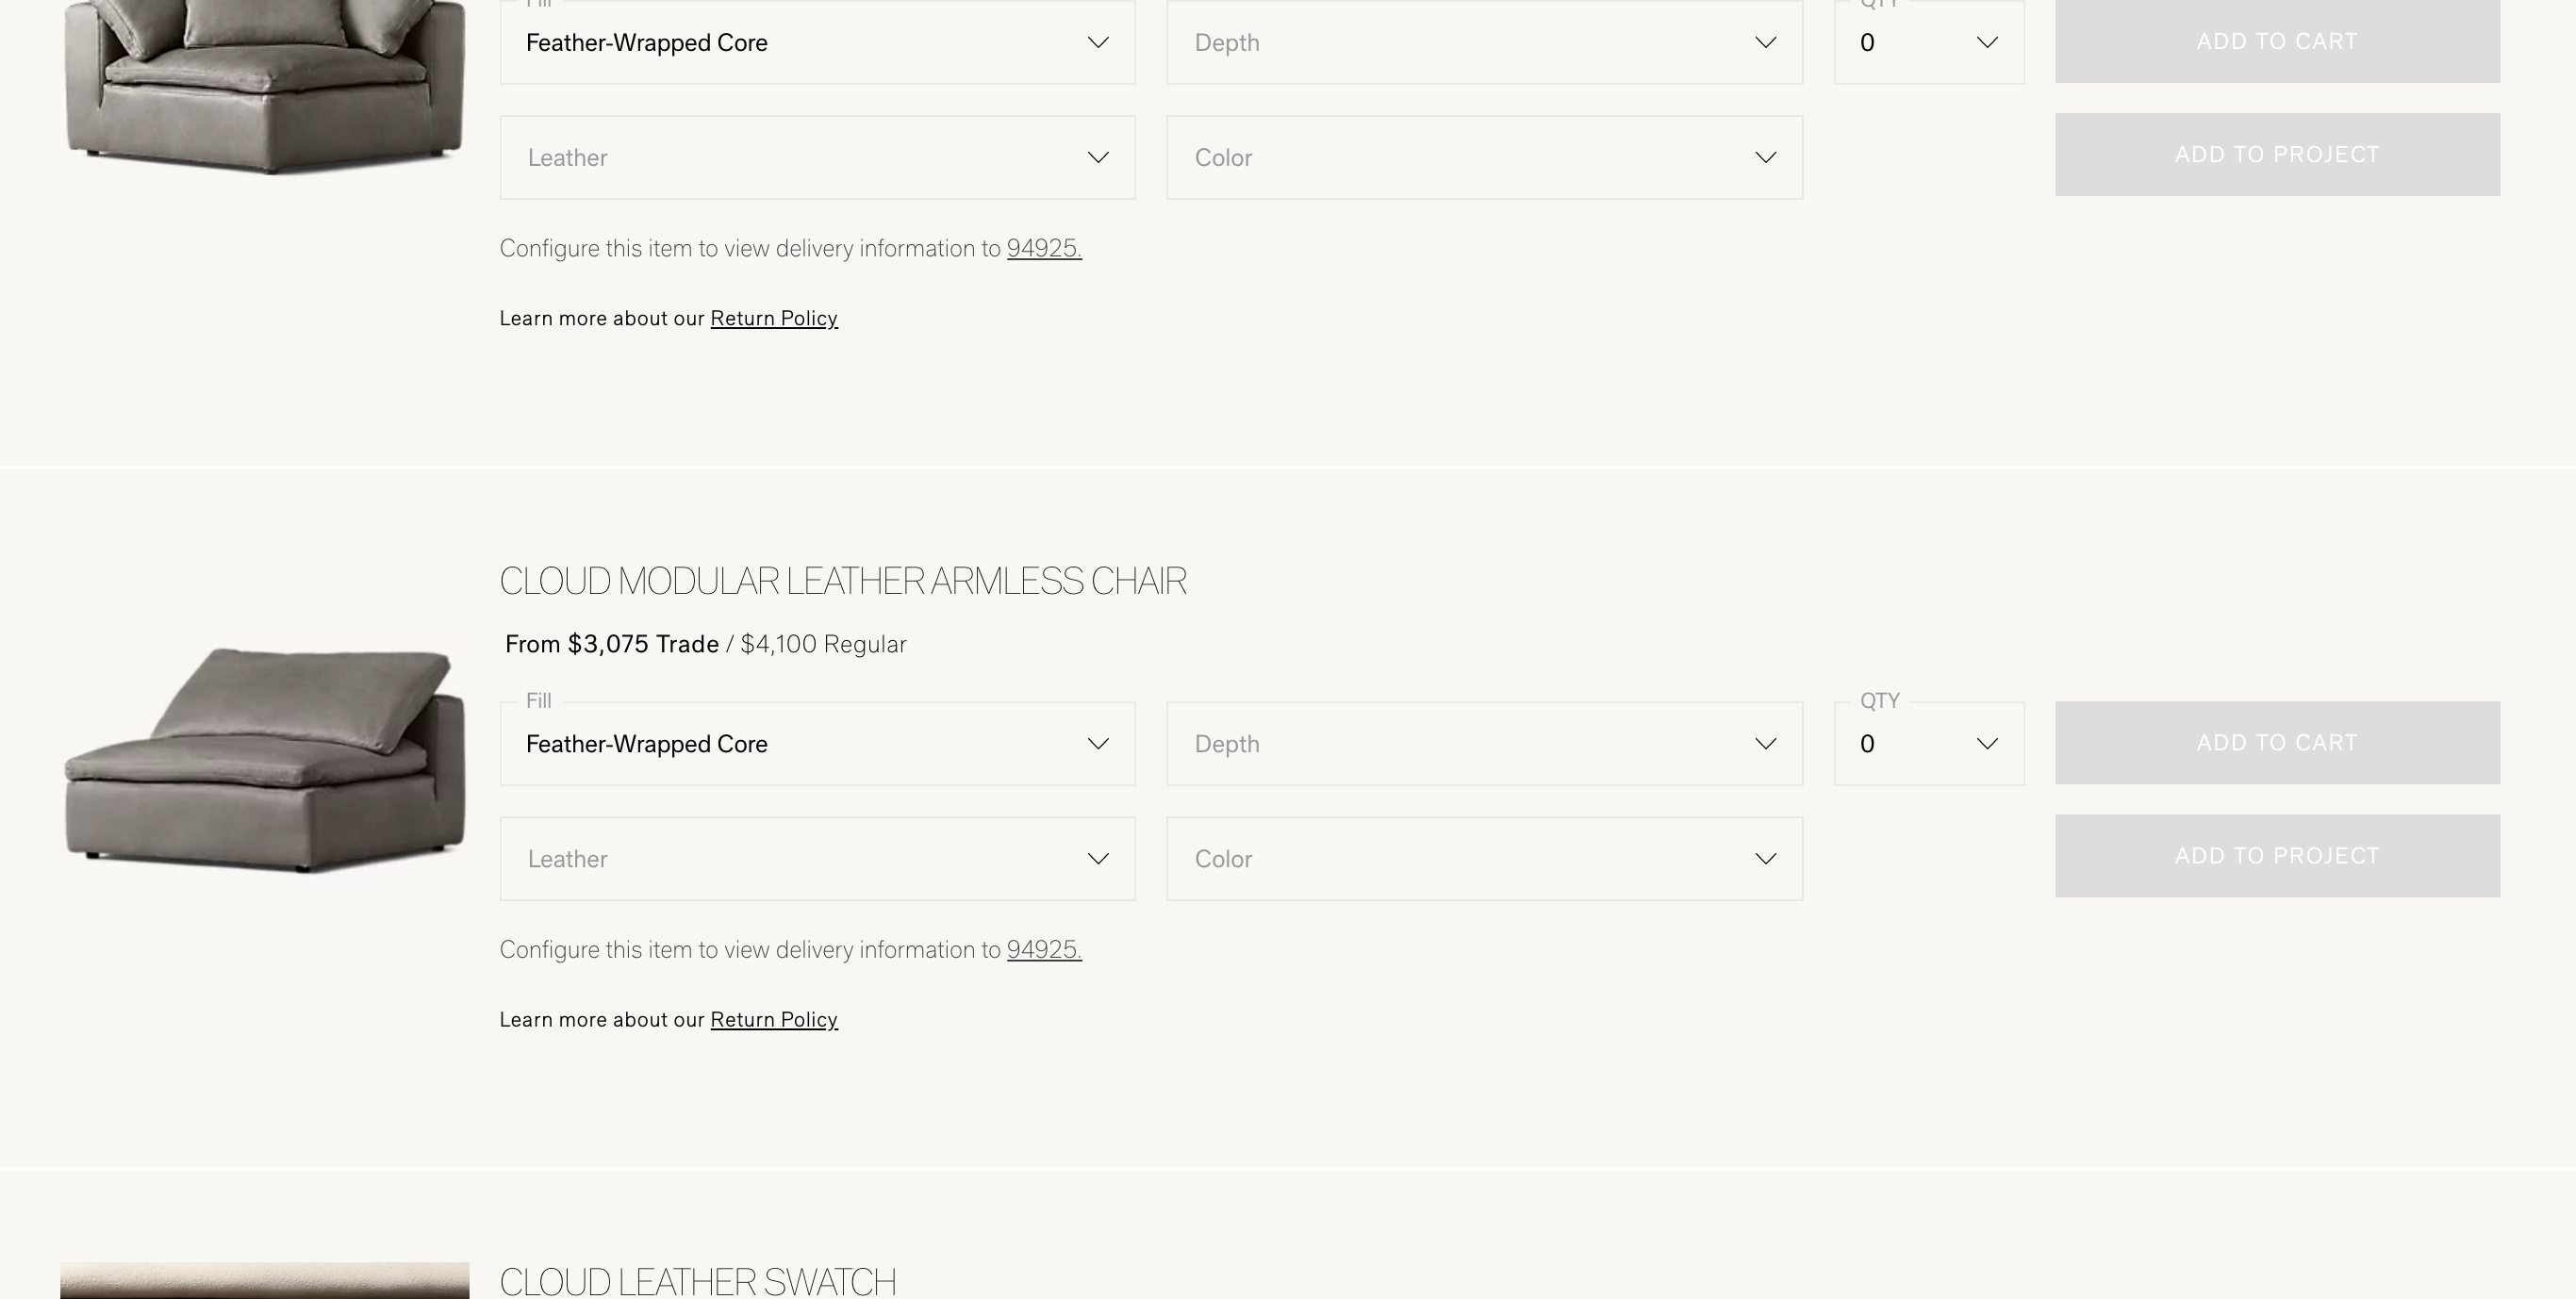 Fill
QTY
Feather-Wrapped Core
Depth
0
ADD TO CART
Leather
Color
ADD TO PROJECT
Configure this item to view delivery information to 94925.
Learn more about our Return Policy
CLOUD MODULAR LEATHER ARMLESS CHAIR
From $3,075 Trade / $4,100 Regular
Fill
QTY
Feather-Wrapped Core
Depth
0
ADD TO CART
Leather
Color
ADD TO PROJECT
Configure this item to view delivery information to 94925.
Learn more about our Return Policy
CLOUD LEATHER SWATCH